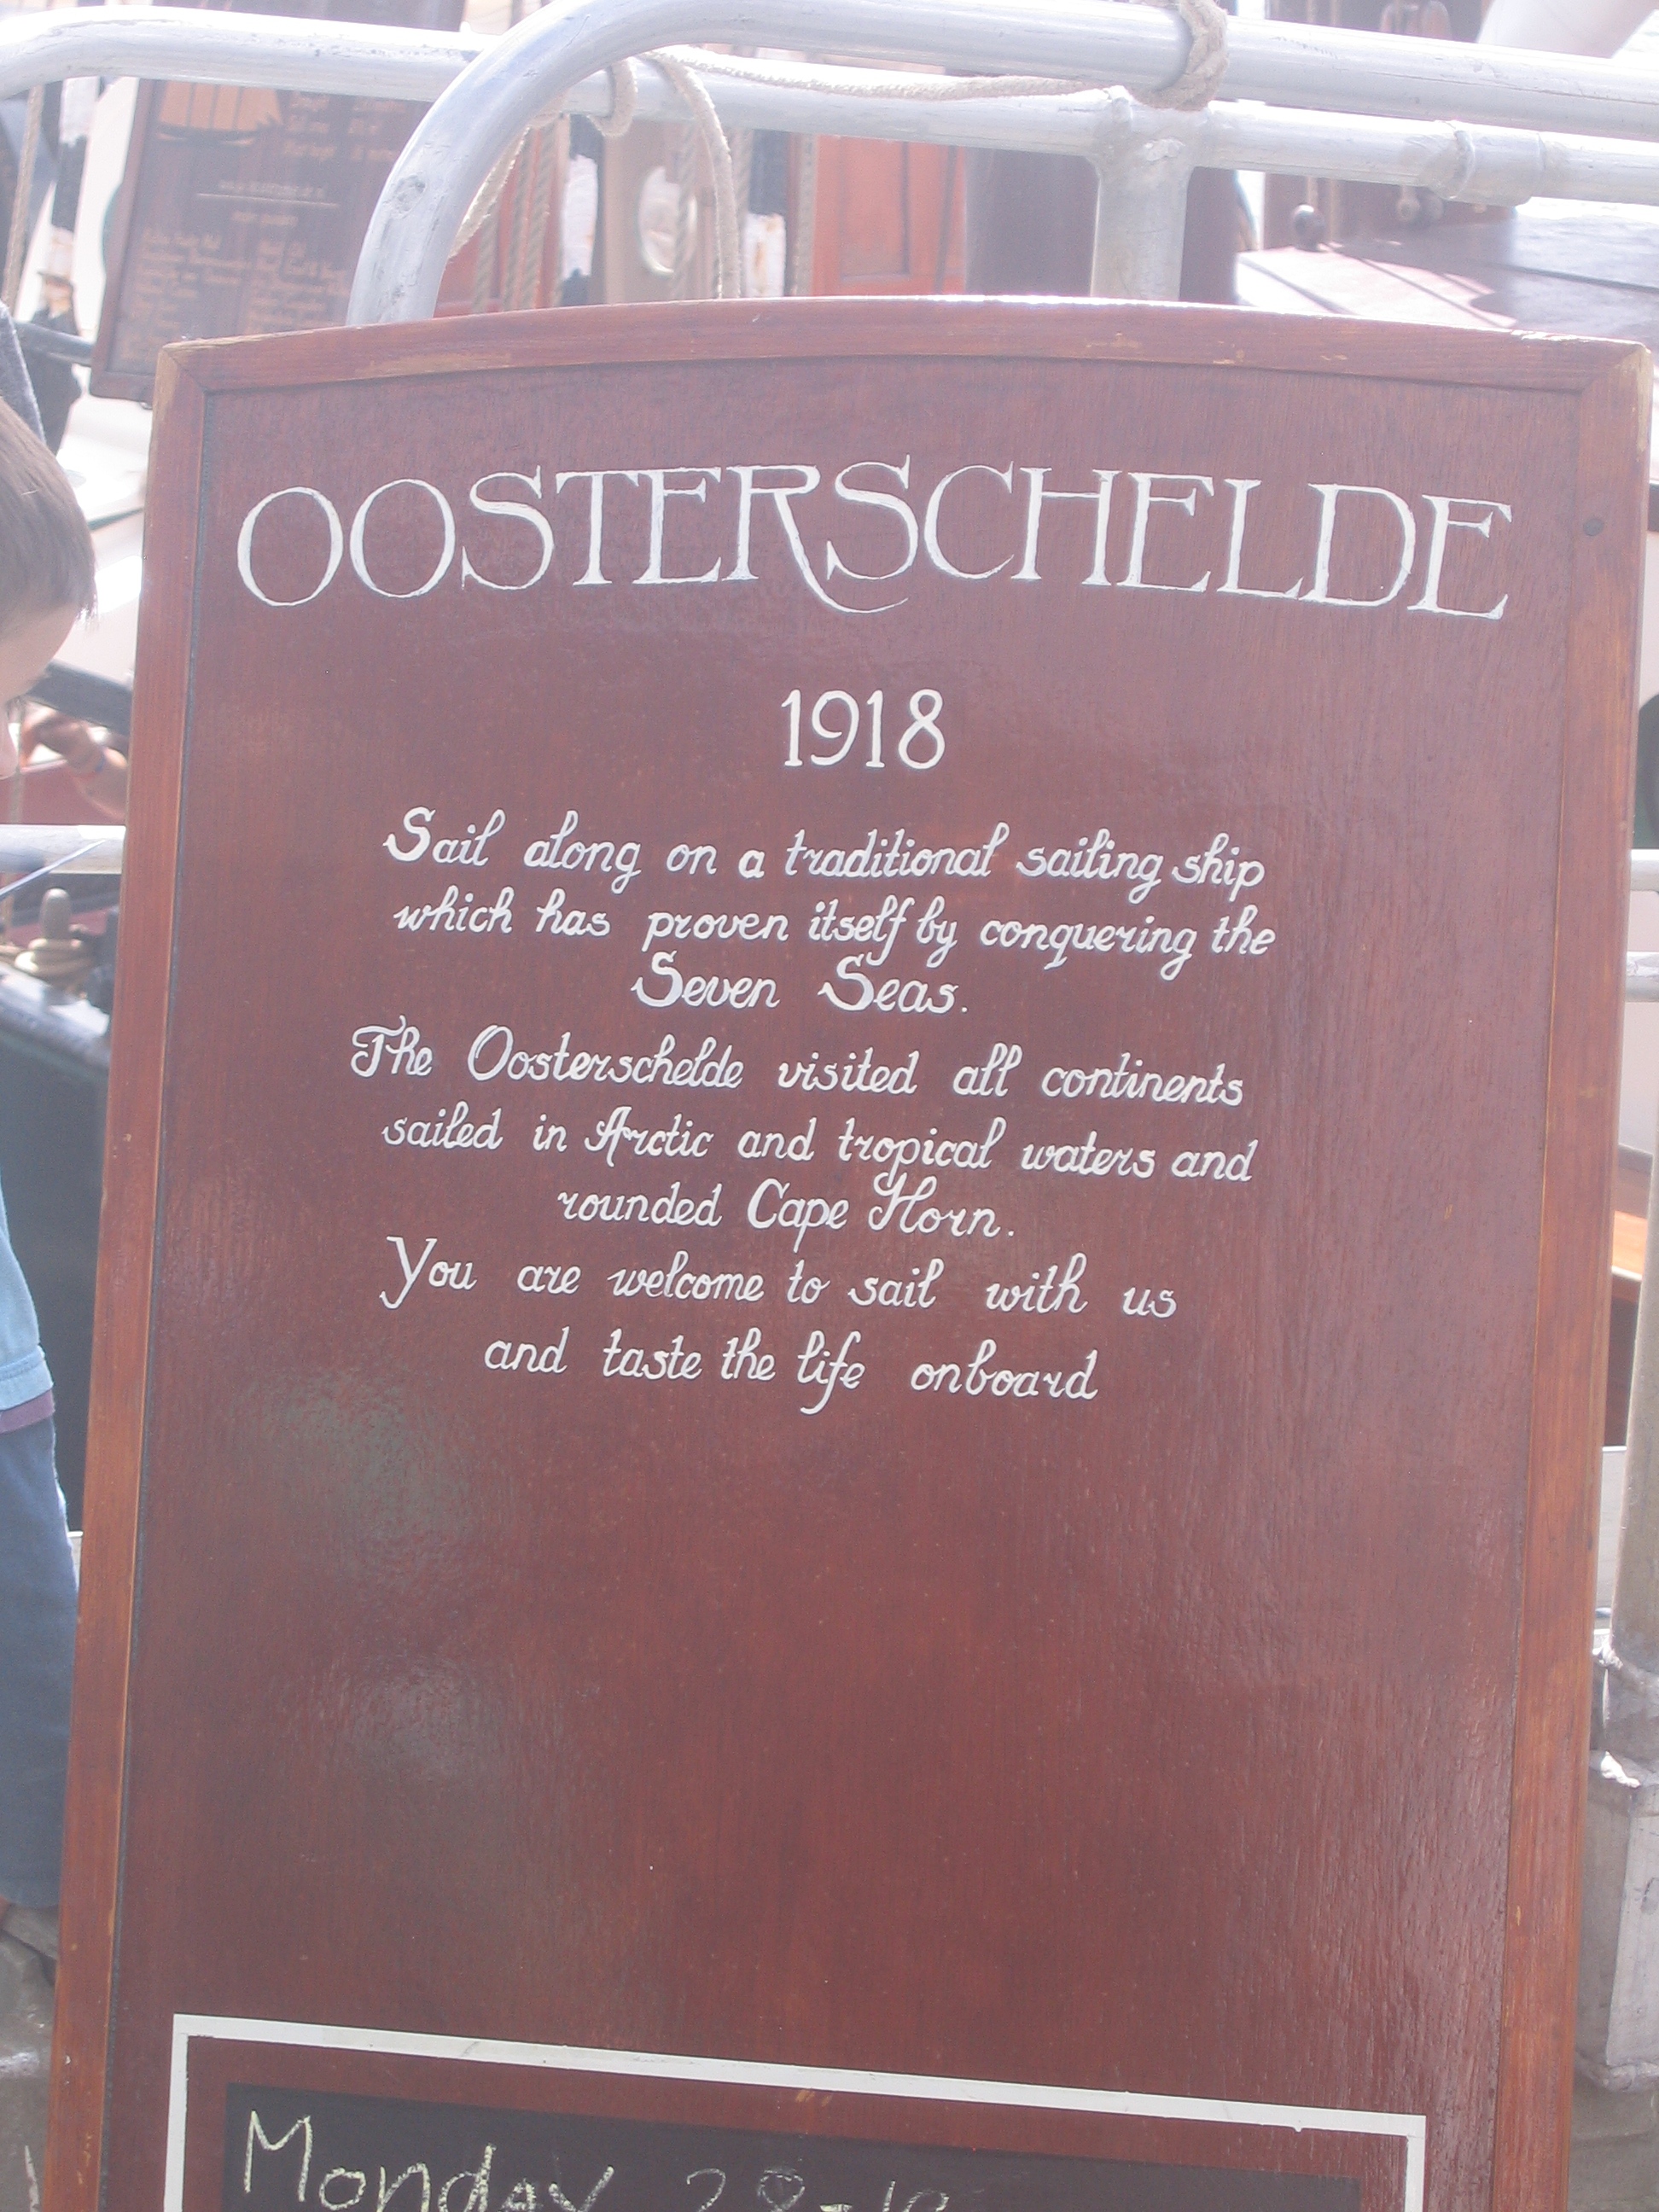 OOSTERSCHELDE
1918
Sail along on a traditional sailing ship
which has proven itself by conquering the
Seven Seas.
The Oosterschelde visited all continents
sailed in Arctic and tropical waters and
rounded Cape Horn.
You are welcome to sail with us
and taste the life onboard
Monday